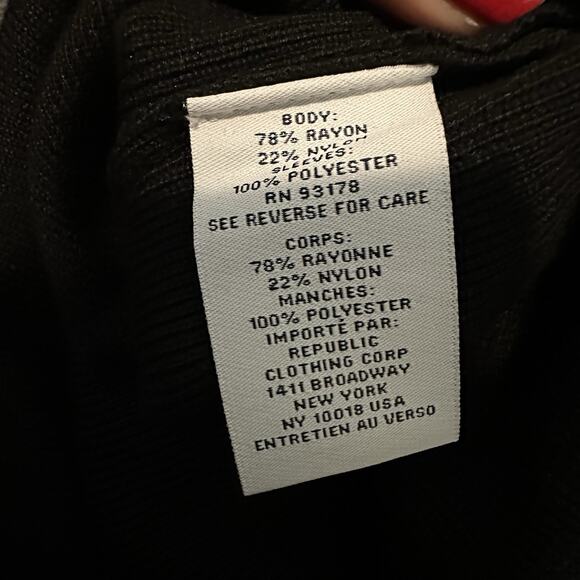 BODY:
78% RAYON
22% NYLON
SLEEVES:
100% POLYESTER
RN 93178
SEE REVERSE FOR CARE
CORPS:
78% RAYONNE
22% NYLON
MANCHES:
100% POLYESTER
IMPORTÉ PAR:
REPUBLIC
CLOTHING CORP
1411 BROADWAY
NEW YORK
NY 10018 USA
ENTRETIEN AU VERSO